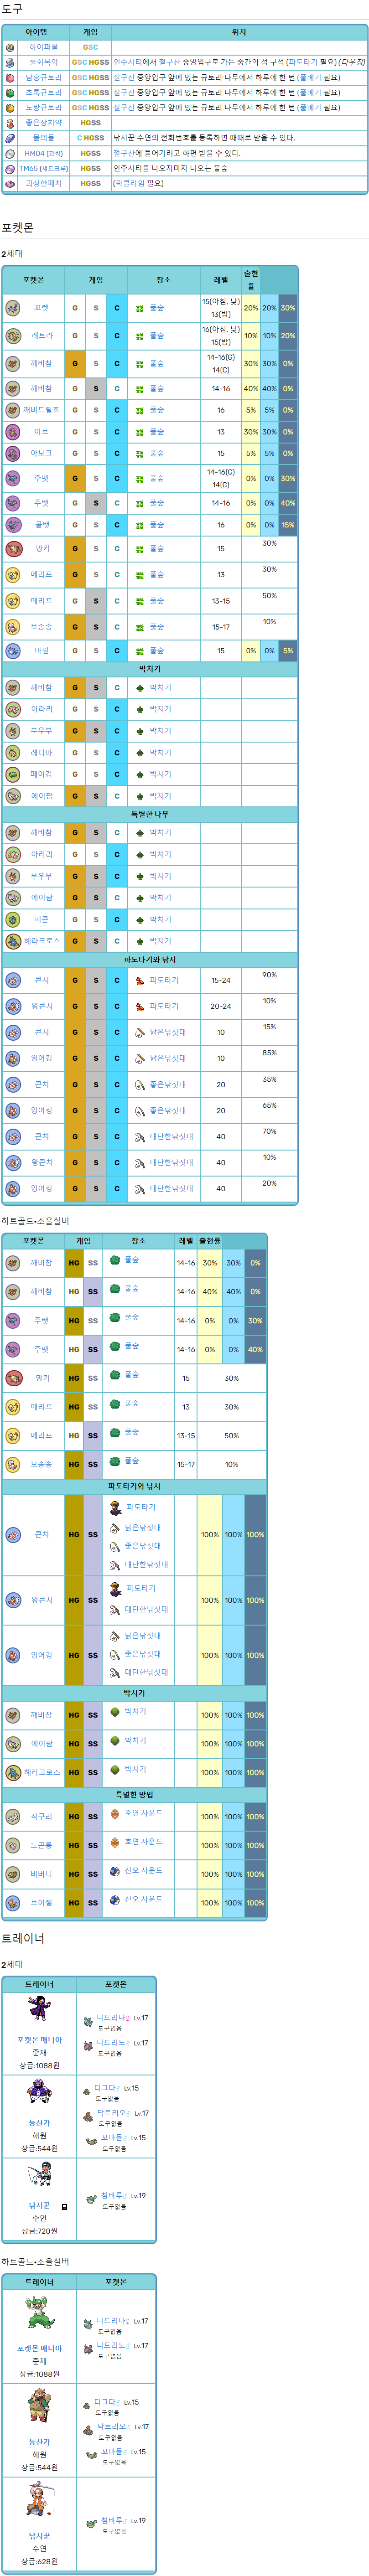 도구
아이템 게임 위치
하이퍼볼 GSC
풀회복약 GSC HGSS 인주시티에서 절구산 중앙입구로 가는 중간의 섬 구석 (파도타기 필요) (다우징)
담홍규토리 GSC HGSS 절구산 중앙입구 앞에 있는 규토리 나무에서 하루에 한 번 (풀베기 필요)
초록규토리 GSC HGSS 절구산 중앙입구 앞에 있는 규토리 나무에서 하루에 한 번 (풀베기 필요)
노랑규토리 GSC HGSS 절구산 중앙입구 앞에 있는 규토리 나무에서 하루에 한 번 (풀베기 필요)
좋은상처약 HGSS
물의돌 C HGSS 낚시꾼 수연의 전화번호를 등록하면 때때로 받을 수 있다.
HM04 (괴력) HGSS 절구산에 들어가려고 하면 받을 수 있다.
TM65 (섀도크루) HGSS 인주시티를 나오자마자 나오는 풀숲
괴상한패치 HGSS (락클라임 필요)
포켓몬
2세대
포켓몬 게임 장소 레벨 출현율
꼬렛 G S C 풀숲 15(아침, 낮) 13(밤) 20% 20% 30%
레트라 G S C 풀숲 16(아침, 낮) 15(밤) 10% 10% 20%
깨비참 G S C 풀숲 14-16(G) 14(C) 30% 30% 0%
깨비참 G S C 풀숲 14-16 40% 40% 0%
깨비드릴조 G S C 풀숲 16 5% 5% 0%
아보 G S C 풀숲 13 30% 30% 0%
아보크 G S C 풀숲 15 5% 5% 0%
주뱃 G S C 풀숲 14-16(G) 14(C) 0% 0% 30%
주뱃 G S C 풀숲 14-16 0% 0% 40%
골뱃 G S C 풀숲 16 0% 0% 15%
망키 G S C 풀숲 15 30%
메리프 G S C 풀숲 13 30%
메리프 G S C 풀숲 13-15 50%
보송송 G S C 풀숲 15-17 10%
마릴 G S C 풀숲 15 0% 0% 5%
박치기
깨비참 G S C 박치기
아라리 G S C 박치기
부우부 G S C 박치기
레디바 G S C 박치기
페이검 G S C 박치기
에이팜 G S C 박치기
특별한 나무
깨비참 G S C 박치기
아라리 G S C 박치기
부우부 G S C 박치기
에이팜 G S C 박치기
피콘 G S C 박치기
헤라크로스 G S C 박치기
파도타기와 낚시
콘치 G S C 파도타기 15-24 90%
왕콘치 G S C 파도타기 20-24 10%
콘치 G S C 낡은낚싯대 10 15%
잉어킹 G S C 낡은낚싯대 10 85%
콘치 G S C 좋은낚싯대 20 35%
잉어킹 G S C 좋은낚싯대 20 65%
콘치 G S C 대단한낚싯대 40 70%
왕콘치 G S C 대단한낚싯대 40 10%
잉어킹 G S C 대단한낚싯대 40 20%
하트골드•소울실버
포켓몬 게임 장소 레벨 출현율
깨비참 HG SS 풀숲 14-16 30% 30% 0%
깨비참 HG SS 풀숲 14-16 40% 40% 0%
주뱃 HG SS 풀숲 14-16 0% 0% 30%
주뱃 HG SS 풀숲 14-16 0% 0% 40%
망키 HG SS 풀숲 15 30%
메리프 HG SS 풀숲 13 30%
메리프 HG SS 풀숲 13-15 50%
보송송 HG SS 풀숲 15-17 10%
파도타기와 낚시
파도타기
낡은낚싯대
콘치 HG SS 100% 100% 100%
좋은낚싯대
대단한낚싯대
파도타기
왕콘치 HG SS 100% 100% 100%
대단한낚싯대
낡은낚싯대
잉어킹 HG SS 좋은낚싯대 100% 100% 100%
대단한낚싯대
박치기
깨비참 HG SS 박치기 100% 100% 100%
에이팜 HG SS 박치기 100% 100% 100%
헤라크로스 HG SS 박치기 100% 100% 100%
특별한 방법
직구리 HG SS 호연 사운드 100% 100% 100%
노곤룡 HG SS 호연 사운드 100% 100% 100%
비버니 HG SS 신오 사운드 100% 100% 100%
브이젤 HG SS 신오 사운드 100% 100% 100%
트레이너
2세대
트레이너 포켓몬
포켓몬 매니아
준재
상금:1088원
니드리나♀ Lv.17
도구없음
니드리노♂ Lv.17
도구없음
등산가
해원
상금:544원
디그다♂ Lv.15
도구없음
닥트리오♂ Lv.17
도구없음
꼬마돌♂ Lv.15
도구없음
낚시꾼
수연
상금:720원
침바루♂ Lv.19
도구없음
하트골드•소울실버
트레이너 포켓몬
포켓몬 매니아
준재
상금:1088원
니드리나♀ Lv.17
도구없음
니드리노♂ Lv.17
도구없음
등산가
해원
상금:544원
디그다♂ Lv.15
도구없음
닥트리오♂ Lv.17
도구없음
꼬마돌♂ Lv.15
도구없음
낚시꾼
수연
상금:628원
침바루♂ Lv.19
도구없음